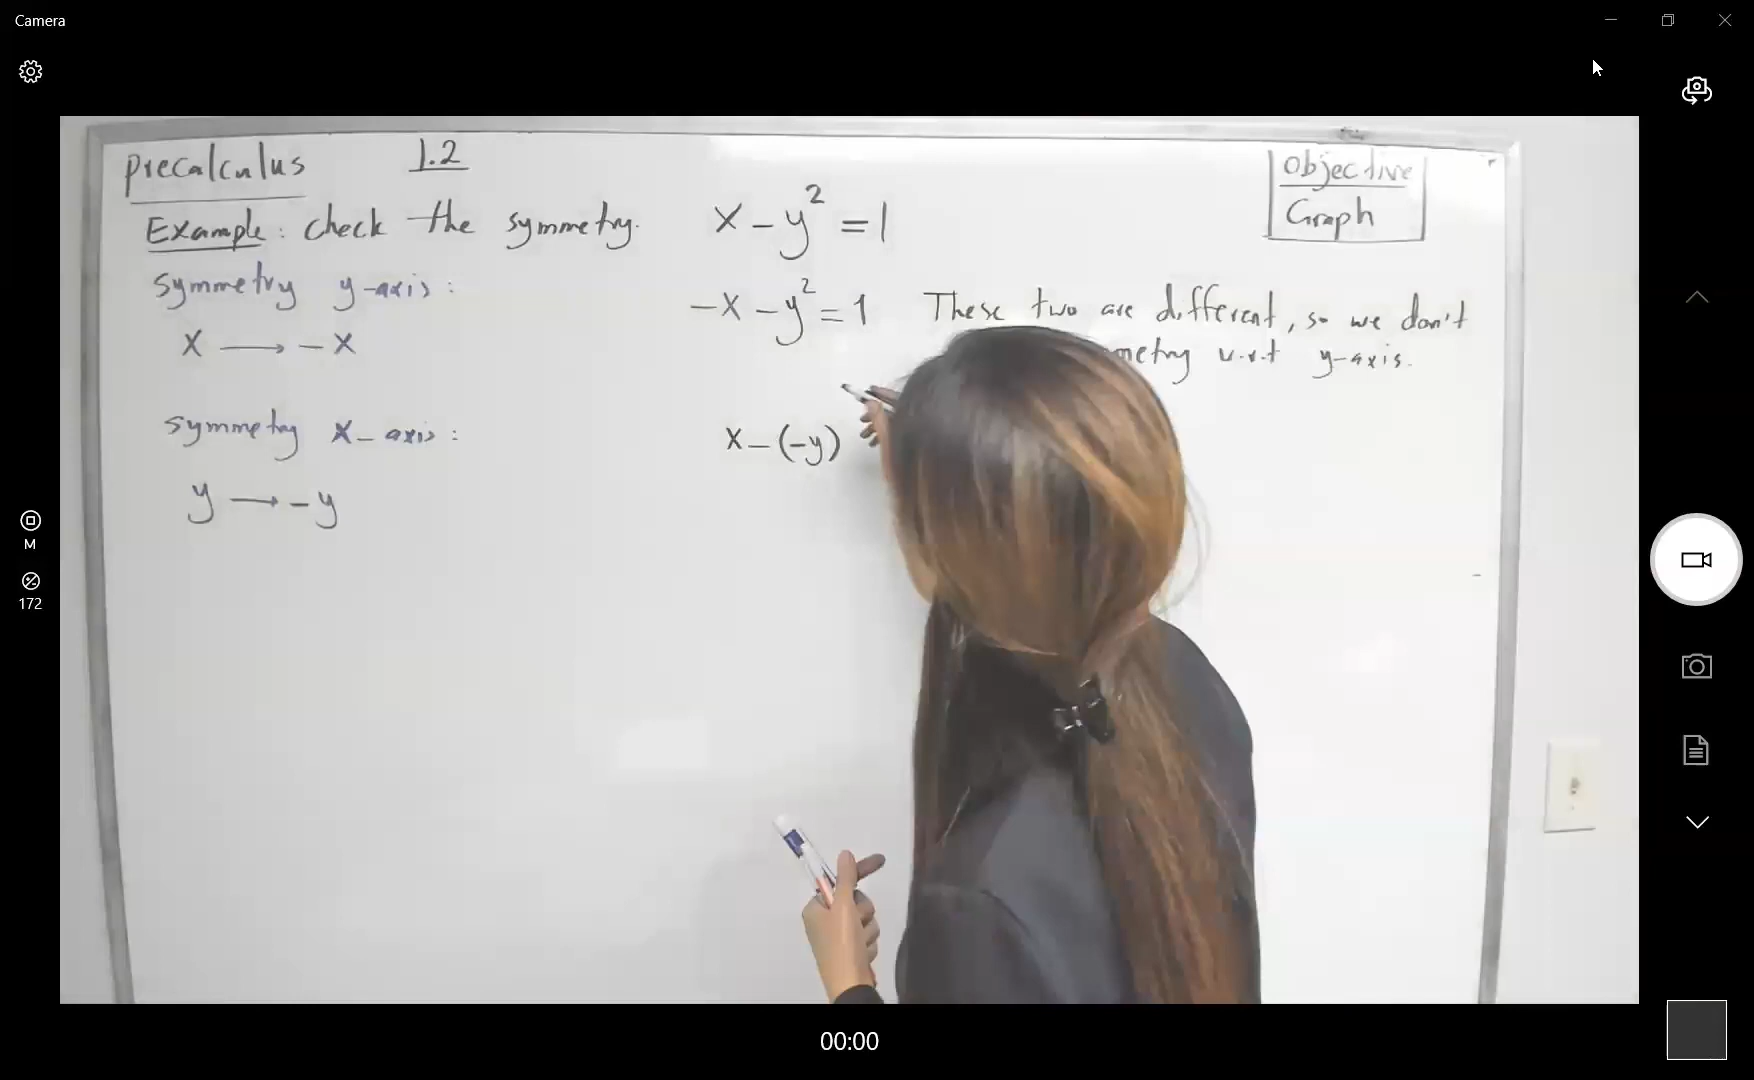 Camera
precalculus 1.2
Objective
Graph
Example: check the symmetry. x - y² = 1
symmetry y-axis:
x → -x
-x - y² = 1 These two are different, so we don't
metry w.r.t y-axis.
symmetry x-axis:
y → -y
x - (-y)
M
172
00:00